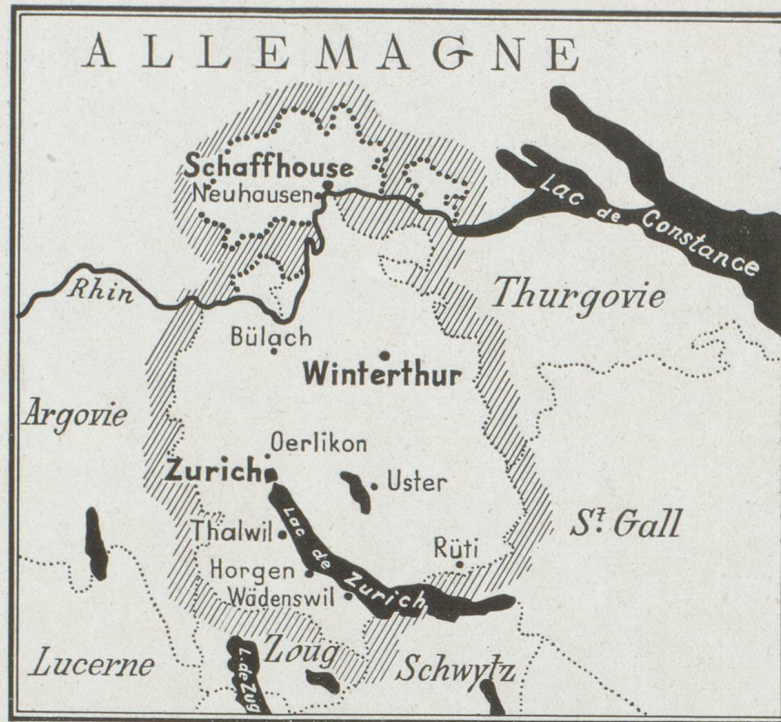 ALLEMAGNE
Schaffhouse
Neuhausen
Lac de Constance
Rhin
Thurgovie
Bülach
Winterthur
Argovie
Oerlikon
Zurich
Uster
St. Gall
Thalwil
Lac de Zurich
Rüti
Horgen
Wädenswil
Lucerne
L. de Zug
Zoug
Schwytz